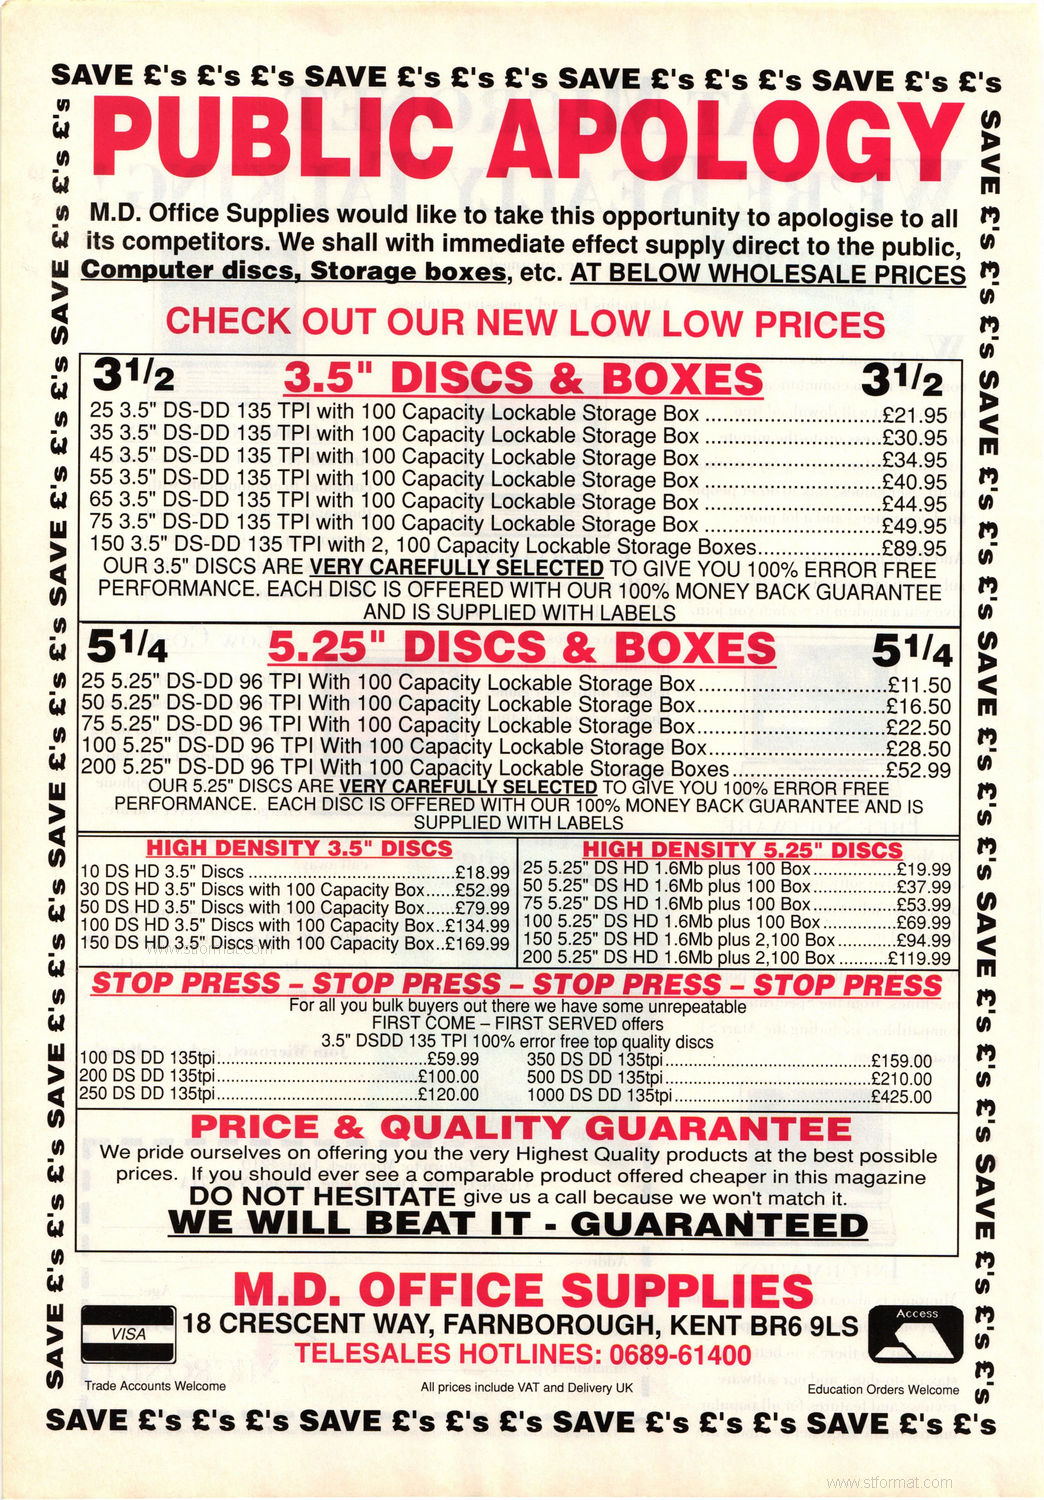 SAVE £'s £'s £'s SAVE £'s £'s £'s SAVE £'s £'s £'s SAVE £'s £'s
PUBLIC APOLOGY
M.D. Office Supplies would like to take this opportunity to apologise to all
its competitors. We shall with immediate effect supply direct to the public,
Computer discs, Storage boxes, etc. AT BELOW WHOLESALE PRICES
CHECK OUT OUR NEW LOW LOW PRICES
3 1/2 3.5" DISCS & BOXES 3 1/2
25 3.5" DS-DD 135 TPI with 100 Capacity Lockable Storage Box ................................£21.95
35 3.5" DS-DD 135 TPI with 100 Capacity Lockable Storage Box ................................£30.95
45 3.5" DS-DD 135 TPI with 100 Capacity Lockable Storage Box ................................£34.95
55 3.5" DS-DD 135 TPI with 100 Capacity Lockable Storage Box ................................£40.95
65 3.5" DS-DD 135 TPI with 100 Capacity Lockable Storage Box ................................£44.95
75 3.5" DS-DD 135 TPI with 100 Capacity Lockable Storage Box ................................£49.95
150 3.5" DS-DD 135 TPI with 2, 100 Capacity Lockable Storage Boxes......................£89.95
OUR 3.5" DISCS ARE VERY CAREFULLY SELECTED TO GIVE YOU 100% ERROR FREE
PERFORMANCE. EACH DISC IS OFFERED WITH OUR 100% MONEY BACK GUARANTEE
AND IS SUPPLIED WITH LABELS
5 1/4 5.25" DISCS & BOXES 5 1/4
25 5.25" DS-DD 96 TPI With 100 Capacity Lockable Storage Box..................................£11.50
50 5.25" DS-DD 96 TPI With 100 Capacity Lockable Storage Box..................................£16.50
75 5.25" DS-DD 96 TPI With 100 Capacity Lockable Storage Box..................................£22.50
100 5.25" DS-DD 96 TPI With 100 Capacity Lockable Storage Box................................£28.50
200 5.25" DS-DD 96 TPI With 100 Capacity Lockable Storage Boxes...........................£52.99
OUR 5.25" DISCS ARE VERY CAREFULLY SELECTED TO GIVE YOU 100% ERROR FREE
PERFORMANCE. EACH DISC IS OFFERED WITH OUR 100% MONEY BACK GUARANTEE AND IS
SUPPLIED WITH LABELS
HIGH DENSITY 3.5" DISCS
10 DS HD 3.5" Discs ......................................£18.99
30 DS HD 3.5" Discs with 100 Capacity Box......£52.99
50 DS HD 3.5" Discs with 100 Capacity Box......£79.99
100 DS HD 3.5" Discs with 100 Capacity Box..£134.99
150 DS HD 3.5" Discs with 100 Capacity Box..£169.99
www.stformat.com
HIGH DENSITY 5.25" DISCS
25 5.25" DS HD 1.6Mb plus 100 Box................£19.99
50 5.25" DS HD 1.6Mb plus 100 Box................£37.99
75 5.25" DS HD 1.6Mb plus 100 Box................£53.99
100 5.25" DS HD 1.6Mb plus 100 Box..............£69.99
150 5.25" DS HD 1.6Mb plus 2,100 Box...........£94.99
200 5.25" DS HD 1.6Mb plus 2,100 Box .........£119.99
STOP PRESS – STOP PRESS – STOP PRESS – STOP PRESS
For all you bulk buyers out there we have some unrepeatable
FIRST COME – FIRST SERVED offers
3.5" DSDD 135 TPI 100% error free top quality discs
100 DS DD 135tpi........................................£59.99
200 DS DD 135tpi......................................£100.00
250 DS DD 135tpi......................................£120.00
350 DS DD 135tpi.......................................£159.00
500 DS DD 135tpi.......................................£210.00
1000 DS DD 135tpi.....................................£425.00
PRICE & QUALITY GUARANTEE
We pride ourselves on offering you the very Highest Quality products at the best possible
prices. If you should ever see a comparable product offered cheaper in this magazine
DO NOT HESITATE give us a call because we won't match it.
WE WILL BEAT IT - GUARANTEED
M.D. OFFICE SUPPLIES
VISA
18 CRESCENT WAY, FARNBOROUGH, KENT BR6 9LS
Access
TELESALES HOTLINES: 0689-61400
Trade Accounts Welcome
All prices include VAT and Delivery UK
Education Orders Welcome
SAVE £'s £'s £'s SAVE £'s £'s £'s SAVE £'s £'s £'s SAVE £'s £'s
SAVE £'s £'s £'s SAVE £'s £'s £'s SAVE £'s £'s £'s SAVE £'s £'s £'s SAVE £'s £'s £'s
SAVE £'s £'s £'s SAVE £'s £'s £'s SAVE £'s £'s £'s SAVE £'s £'s £'s SAVE £'s £'s £'s
www.stformat.com